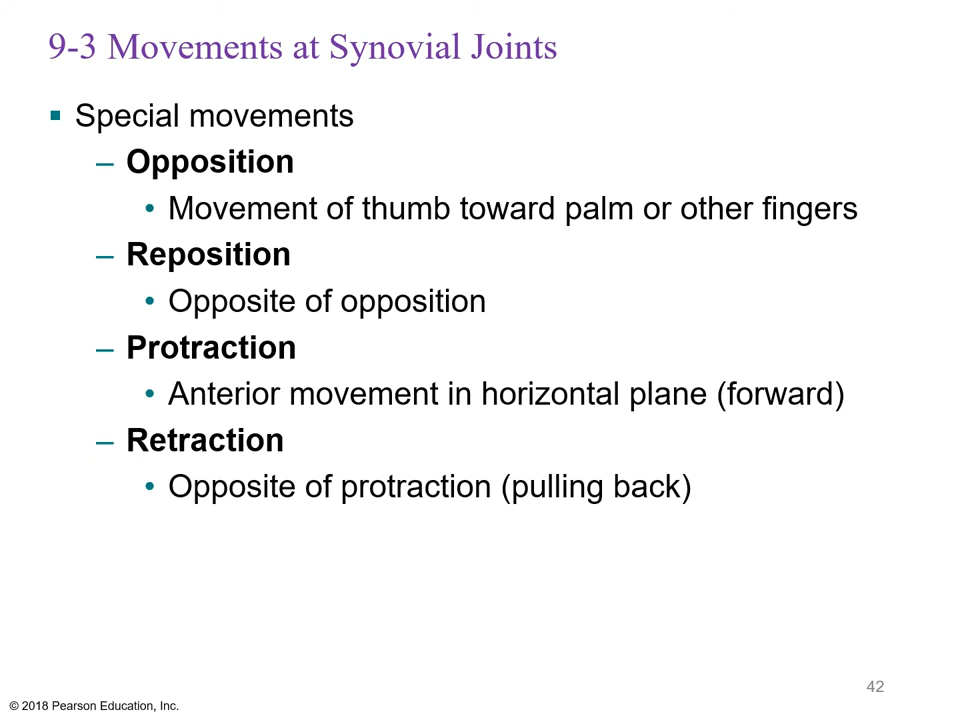 9-3 Movements at Synovial Joints
▪ Special movements
– Opposition
• Movement of thumb toward palm or other fingers
– Reposition
• Opposite of opposition
– Protraction
• Anterior movement in horizontal plane (forward)
– Retraction
• Opposite of protraction (pulling back)
42
© 2018 Pearson Education, Inc.